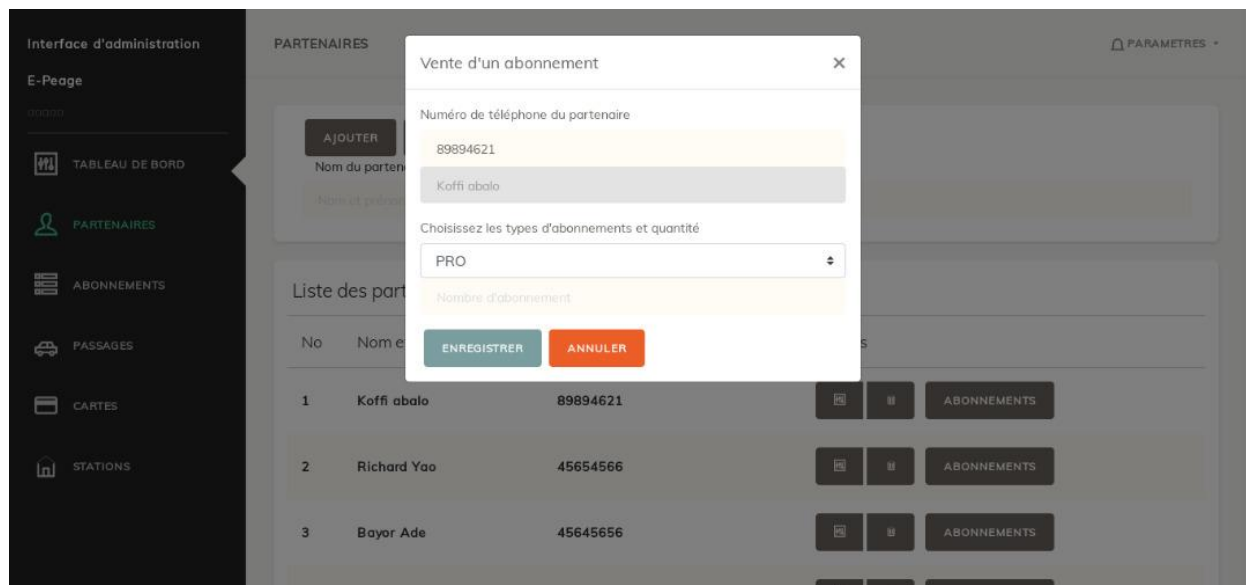 Interface d'administration
E-Peage
TABLEAU DE BORD
PARTENAIRES
ABONNEMENTS
PASSAGES
CARTES
STATIONS
PARTENAIRES
PARAMETRES
AJOUTER
Nom du parten
Vente d'un abonnement ×
Numéro de téléphone du partenaire
89894621
Koffi abalo
Choisissez les types d'abonnements et quantité
PRO
Nombre d'abonnement
ENREGISTRER ANNULER
Liste des part
No Nom e s
1 Koffi abalo 89894621 ABONNEMENTS
2 Richard Yao 45654566 ABONNEMENTS
3 Bayor Ade 45645656 ABONNEMENTS